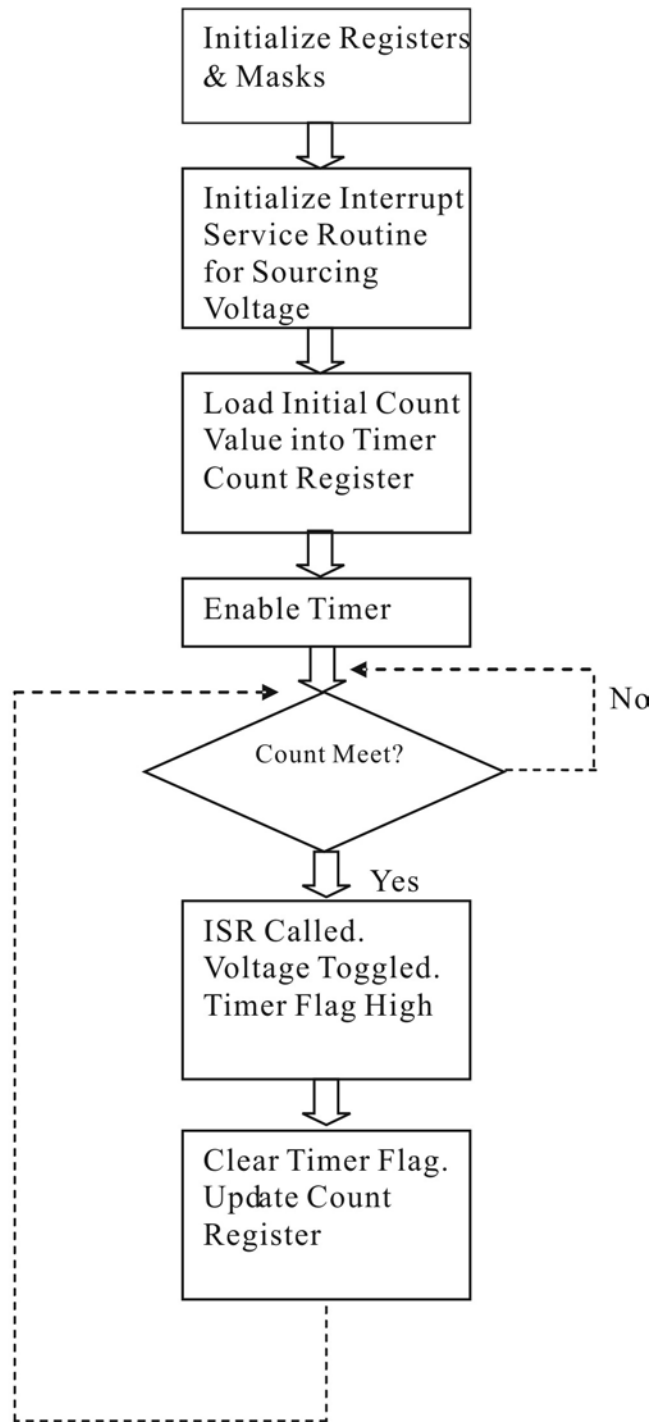 Initialize Registers
& Masks
Initialize Interrupt
Service Routine
for Sourcing
Voltage
Load Initial Count
Value into Timer
Count Register
Enable Timer
No
Count Meet?
Yes
ISR Called.
Voltage Toggled.
Timer Flag High
Clear Timer Flag.
Update Count
Register